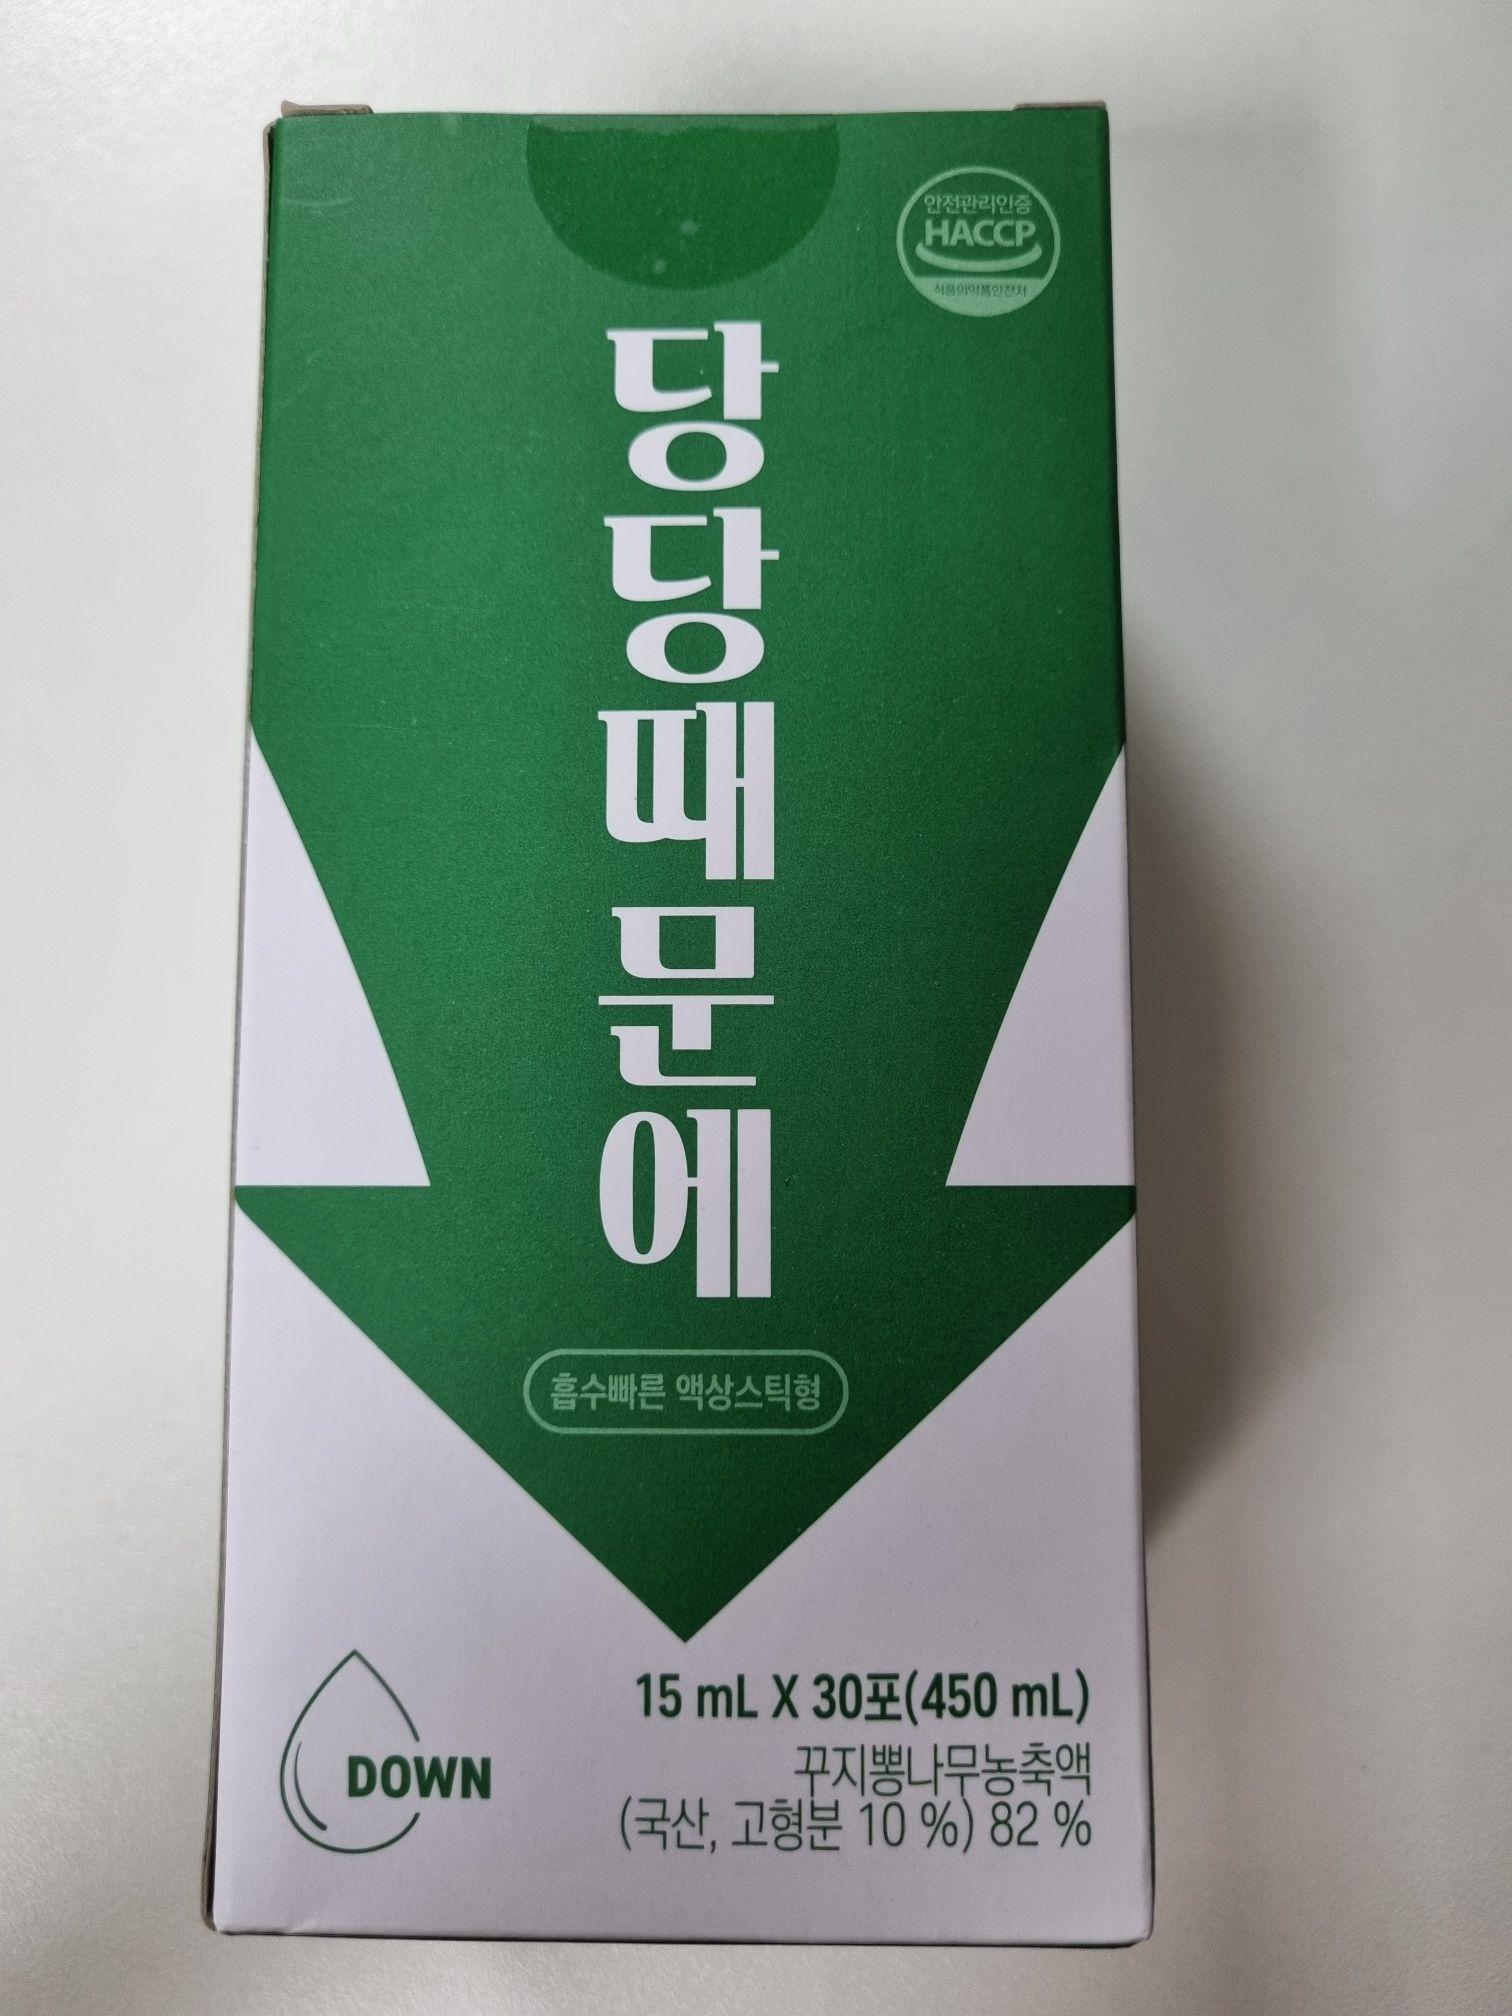 안전관리인증
HACCP
식품의약품안전처
당당때문에
흡수빠른 액상스틱형
15 mL X 30포(450 mL)
꾸지뽕나무농축액
(국산, 고형분 10 %) 82 %
DOWN